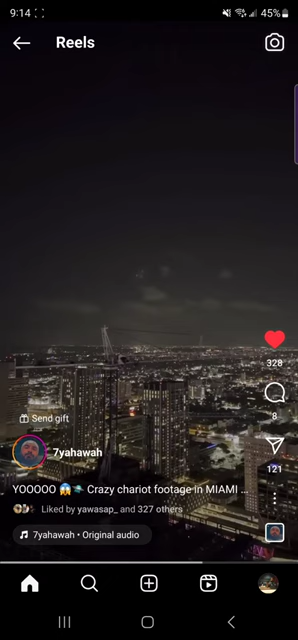 9:14
45%
Reels
328
8
Send gift
7yahawah
121
YOOOOO 😱🛸 Crazy chariot footage in MIAMI ...
Liked by yawasap_ and 327 others
7yahawah • Original audio